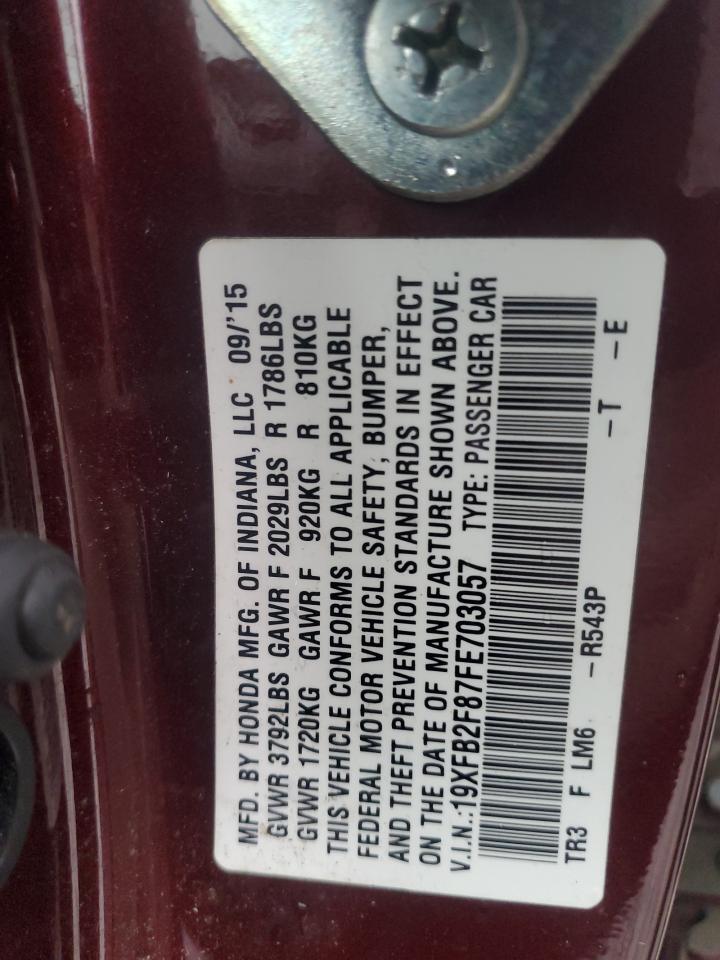 MFD. BY HONDA MFG. OF INDIANA, LLC 09/'15
GVWR 3792LBS GAWR F 2029LBS R 1786LBS
GVWR 1720KG GAWR F 920KG R 810KG
THIS VEHICLE CONFORMS TO ALL APPLICABLE
FEDERAL MOTOR VEHICLE SAFETY, BUMPER,
AND THEFT PREVENTION STANDARDS IN EFFECT
ON THE DATE OF MANUFACTURE SHOWN ABOVE.
V.I.N.:19XFB2F87FE703057 TYPE: PASSENGER CAR
TR3 F LM6 -R543P -T -E